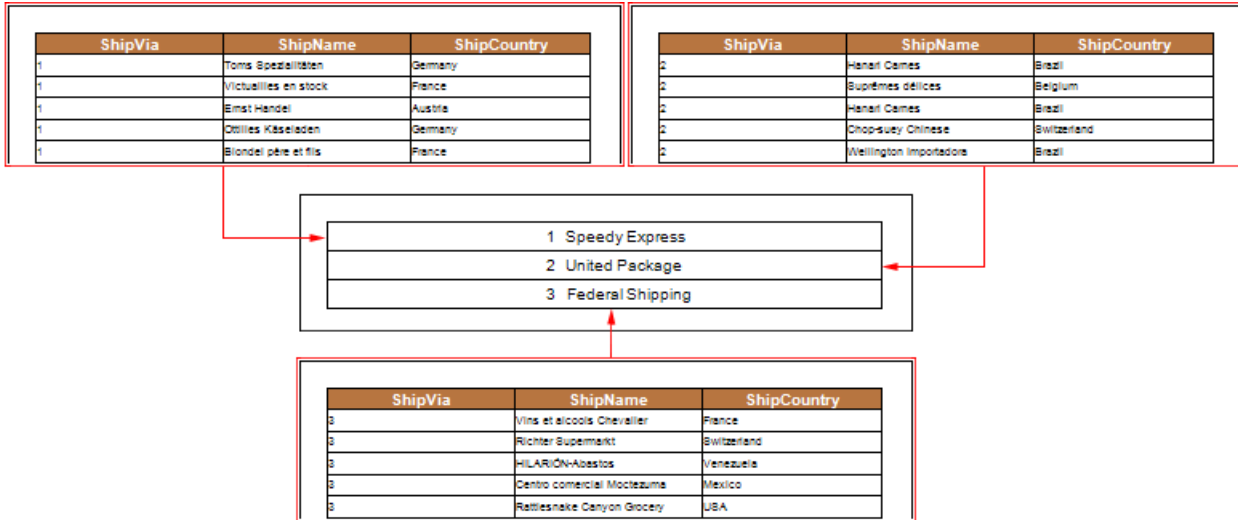 ShipVia ShipName ShipCountry
1 Toms Spezialitäten Germany
1 Victuailles en stock France
1 Ernst Handel Austria
1 Ottilies Käseladen Germany
1 Blondel père et fils France
ShipVia ShipName ShipCountry
2 Hanari Carnes Brazil
2 Suprêmes délices Belgium
2 Hanari Carnes Brazil
2 Chop-suey Chinese Switzerland
2 Wellington Importadora Brazil
1 Speedy Express
2 United Package
3 Federal Shipping
ShipVia ShipName ShipCountry
3 Vins et alcools Chevalier France
3 Richter Supermarkt Switzerland
3 HILARIÓN-Abastos Venezuela
3 Centro comercial Moctezuma Mexico
3 Rattlesnake Canyon Grocery USA